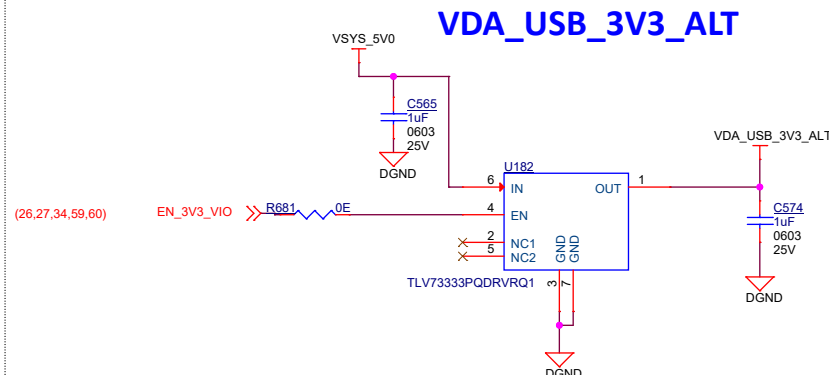 VDA_USB_3V3_ALT
VSYS_5V0
C565
1uF
0603
25V
DGND
VDA_USB_3V3_ALT
U182
6
IN
OUT
1
(26,27,34,59,60)
EN_3V3_VIO
R681
0E
4
EN
C574
1uF
0603
25V
2
NC1
5
NC2
GND
GND
TLV73333PQDRVRQ1
3
7
DGND
DGND